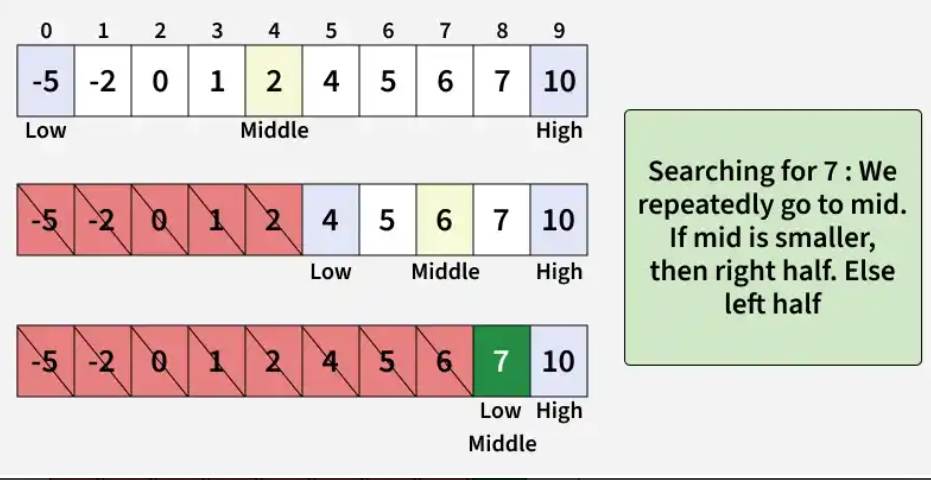 0 1 2 3 4 5 6 7 8 9
-5 -2 0 1 2 4 5 6 7 10
Low Middle High
-5 -2 0 1 2 4 5 6 7 10
Low Middle High
-5 -2 0 1 2 4 5 6 7 10
Low High
Middle
Searching for 7 : We
repeatedly go to mid.
If mid is smaller,
then right half. Else
left half